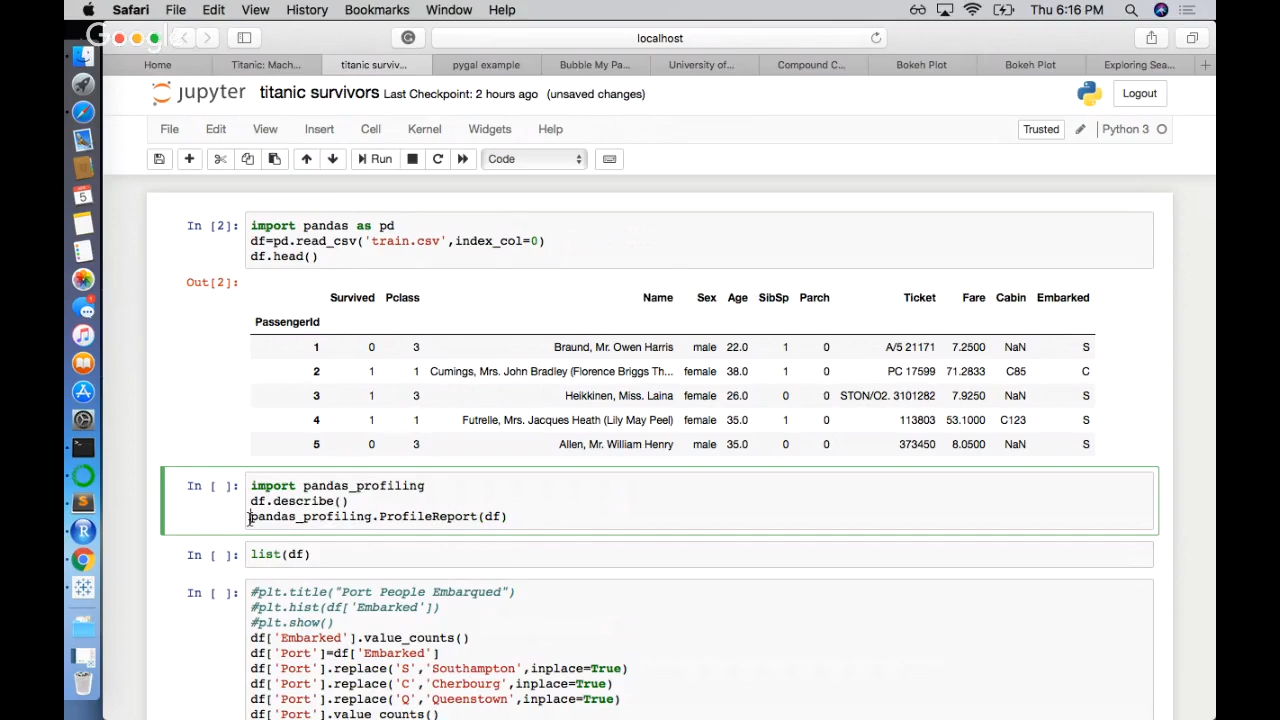 Safari File Edit View History Bookmarks Window Help Thu 6:16 PM
Google
localhost
Home Titanic: Mach... titanic surviv... pygal example Bubble My Pa... University of... Compound C... Bokeh Plot Bokeh Plot Exploring Sea...
jupyter titanic survivors Last Checkpoint: 2 hours ago (unsaved changes) Logout
File Edit View Insert Cell Kernel Widgets Help Trusted Python 3
Run Code
In [2]: import pandas as pd
df=pd.read_csv('train.csv',index_col=0)
df.head()
Out[2]:
Survived Pclass Name Sex Age SibSp Parch Ticket Fare Cabin Embarked
PassengerId
1 0 3 Braund, Mr. Owen Harris male 22.0 1 0 A/5 21171 7.2500 NaN S
2 1 1 Cumings, Mrs. John Bradley (Florence Briggs Th... female 38.0 1 0 PC 17599 71.2833 C85 C
3 1 3 Heikkinen, Miss. Laina female 26.0 0 0 STON/O2. 3101282 7.9250 NaN S
4 1 1 Futrelle, Mrs. Jacques Heath (Lily May Peel) female 35.0 1 0 113803 53.1000 C123 S
5 0 3 Allen, Mr. William Henry male 35.0 0 0 373450 8.0500 NaN S
In [ ]: import pandas_profiling
df.describe()
pandas_profiling.ProfileReport(df)
In [ ]: list(df)
In [ ]: #plt.title("Port People Embarqued")
#plt.hist(df['Embarked'])
#plt.show()
df['Embarked'].value_counts()
df['Port']=df['Embarked']
df['Port'].replace('S','Southampton',inplace=True)
df['Port'].replace('C','Cherbourg',inplace=True)
df['Port'].replace('Q','Queenstown',inplace=True)
df['Port'].value_counts()